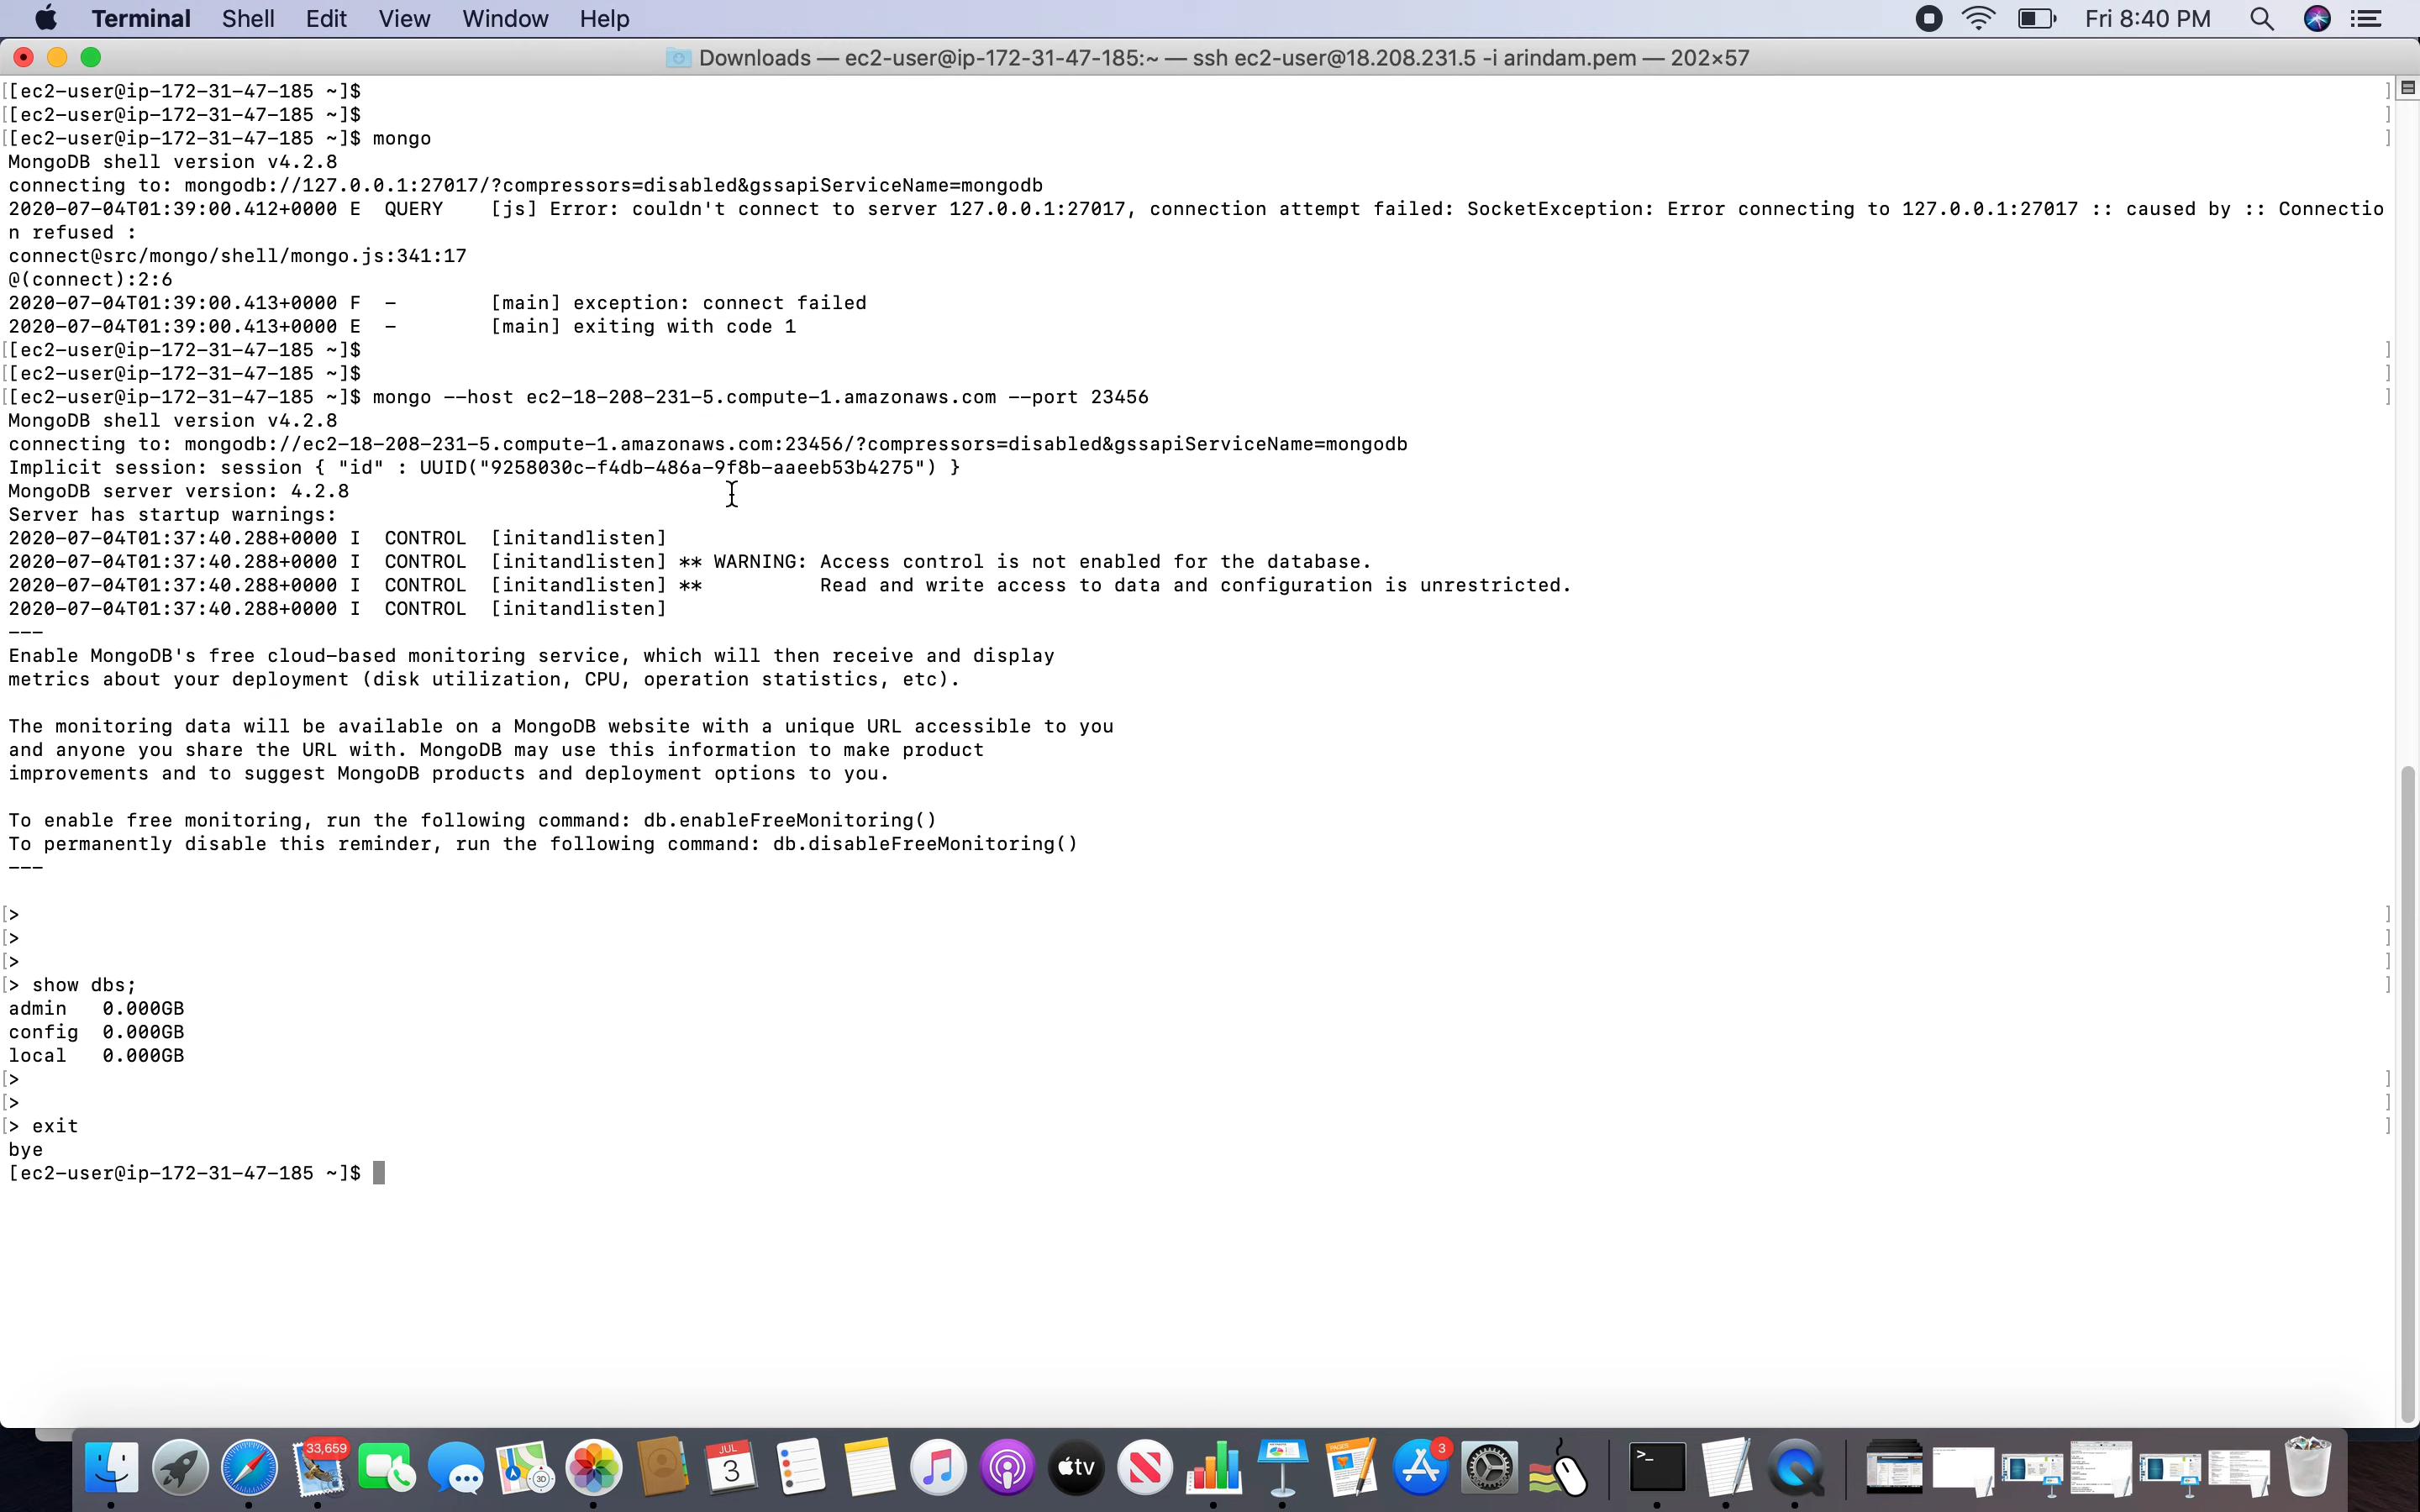 Terminal Shell Edit View Window Help Fri 8:40 PM
Downloads — ec2-user@ip-172-31-47-185:~ — ssh ec2-user@18.208.231.5 -i arindam.pem — 202×57
[[ec2-user@ip-172-31-47-185 ~]$ ]
[[ec2-user@ip-172-31-47-185 ~]$ ]
[[ec2-user@ip-172-31-47-185 ~]$ mongo ]
MongoDB shell version v4.2.8
connecting to: mongodb://127.0.0.1:27017/?compressors=disabled&gssapiServiceName=mongodb
2020-07-04T01:39:00.412+0000 E  QUERY    [js] Error: couldn't connect to server 127.0.0.1:27017, connection attempt failed: SocketException: Error connecting to 127.0.0.1:27017 :: caused by :: Connectio
n refused :
connect@src/mongo/shell/mongo.js:341:17
@(connect):2:6
2020-07-04T01:39:00.413+0000 F  -        [main] exception: connect failed
2020-07-04T01:39:00.413+0000 E  -        [main] exiting with code 1
[[ec2-user@ip-172-31-47-185 ~]$ ]
[[ec2-user@ip-172-31-47-185 ~]$ ]
[[ec2-user@ip-172-31-47-185 ~]$ mongo --host ec2-18-208-231-5.compute-1.amazonaws.com --port 23456 ]
MongoDB shell version v4.2.8
connecting to: mongodb://ec2-18-208-231-5.compute-1.amazonaws.com:23456/?compressors=disabled&gssapiServiceName=mongodb
Implicit session: session { "id" : UUID("9258030c-f4db-486a-9f8b-aaeeb53b4275") }
MongoDB server version: 4.2.8
Server has startup warnings:
2020-07-04T01:37:40.288+0000 I  CONTROL  [initandlisten]
2020-07-04T01:37:40.288+0000 I  CONTROL  [initandlisten] ** WARNING: Access control is not enabled for the database.
2020-07-04T01:37:40.288+0000 I  CONTROL  [initandlisten] **          Read and write access to data and configuration is unrestricted.
2020-07-04T01:37:40.288+0000 I  CONTROL  [initandlisten]
---
Enable MongoDB's free cloud-based monitoring service, which will then receive and display
metrics about your deployment (disk utilization, CPU, operation statistics, etc).
The monitoring data will be available on a MongoDB website with a unique URL accessible to you
and anyone you share the URL with. MongoDB may use this information to make product
improvements and to suggest MongoDB products and deployment options to you.
To enable free monitoring, run the following command: db.enableFreeMonitoring()
To permanently disable this reminder, run the following command: db.disableFreeMonitoring()
---
[> ]
[> ]
[> ]
[> show dbs; ]
admin   0.000GB
config  0.000GB
local   0.000GB
[> ]
[> ]
[> exit ]
bye
[ec2-user@ip-172-31-47-185 ~]$
33,659
3D
JUL
3
tv
PAGES
3
>_